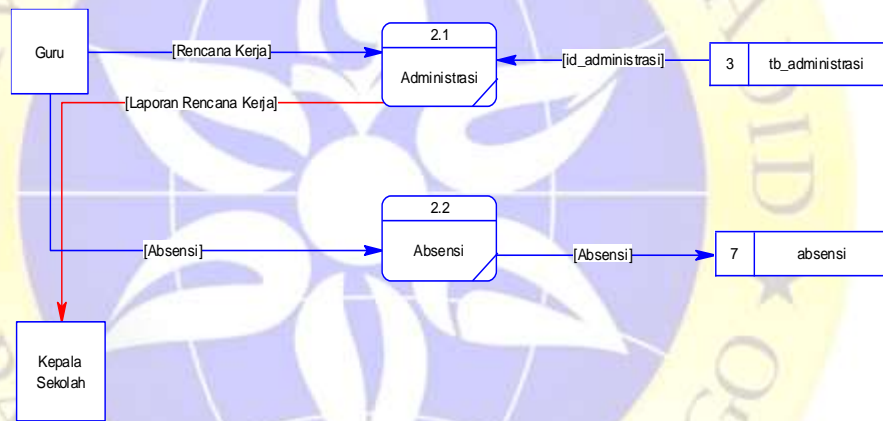 2.1
Guru
[Rencana Kerja]
[id_administrasi]
3
tb_administrasi
Administrasi
[Laporan Rencana Kerja]
2.2
[Absensi]
Absensi
[Absensi]
7
absensi
Kepala
Sekolah